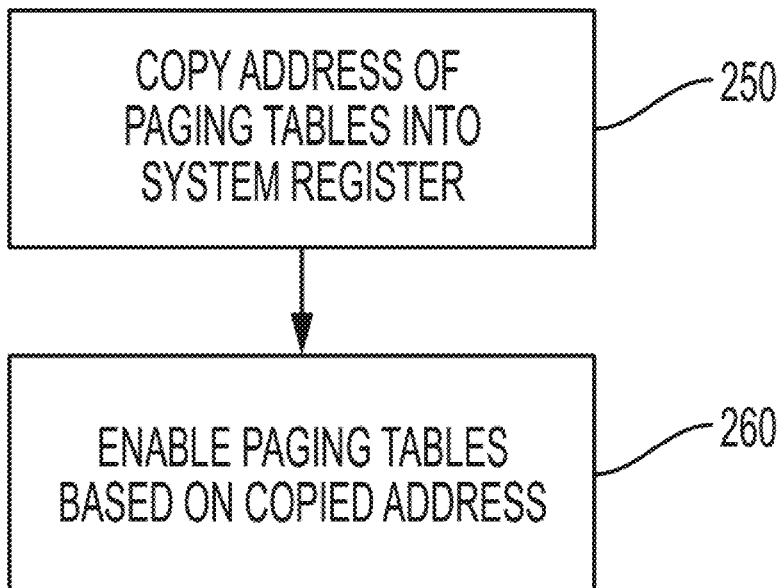 COPY ADDRESS OF
PAGING TABLES INTO
SYSTEM REGISTER
250
ENABLE PAGING TABLES
BASED ON COPIED ADDRESS
260